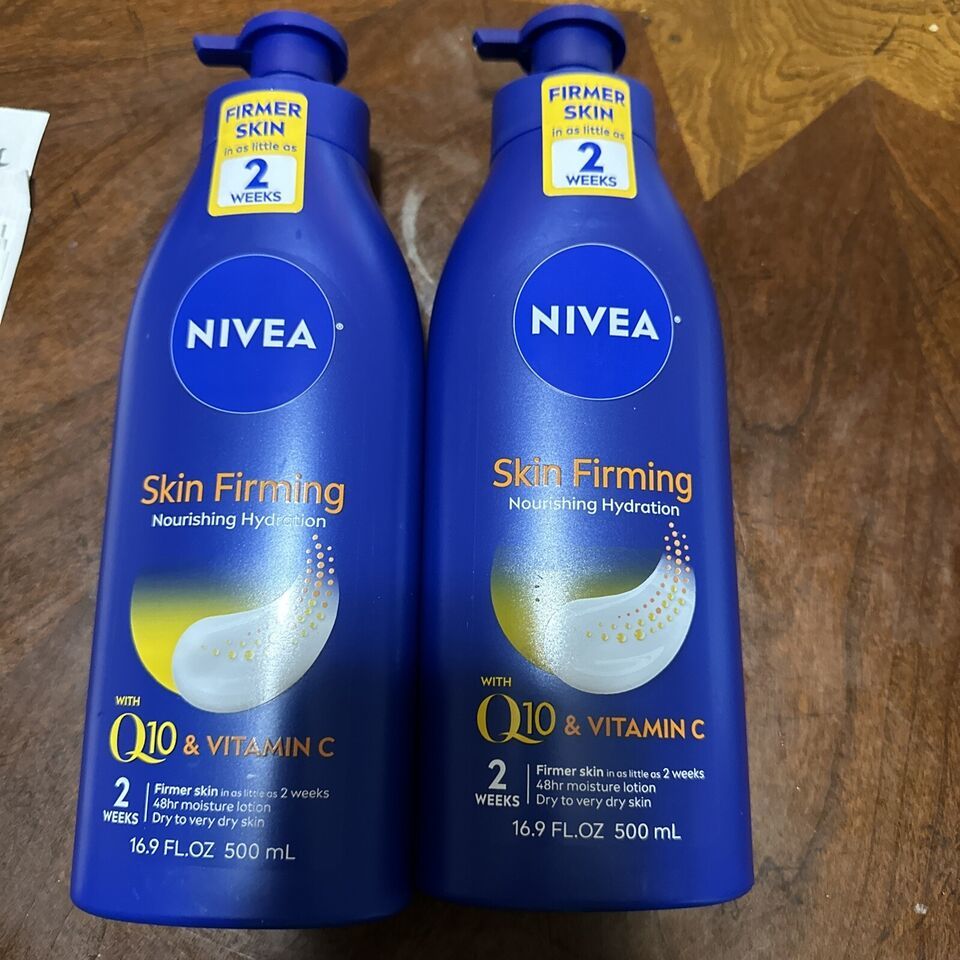 FIRMER
SKIN
in as little as
2
WEEKS
NIVEA®
Skin Firming
Nourishing Hydration
WITH
Q10 & VITAMIN C
2
WEEKS
Firmer skin in as little as 2 weeks
48hr moisture lotion
Dry to very dry skin
16.9 FL.OZ 500 mL
FIRMER
SKIN
in as little as
2
WEEKS
NIVEA®
Skin Firming
Nourishing Hydration
WITH
Q10 & VITAMIN C
2
WEEKS
Firmer skin in as little as 2 weeks
48hr moisture lotion
Dry to very dry skin
16.9 FL.OZ 500 mL